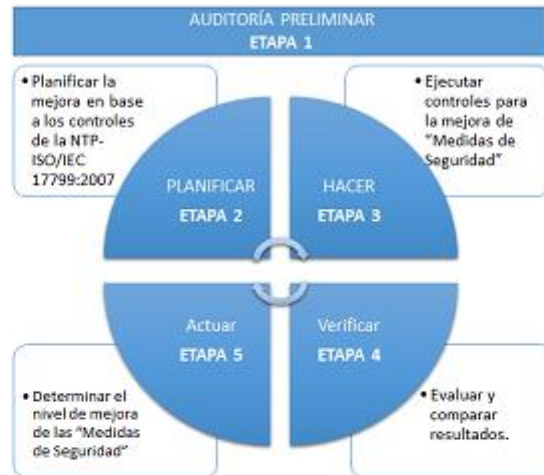 AUDITORÍA PRELIMINAR
ETAPA 1
• Planificar la
mejora en base
a los controles
de la NTP-
ISO/IEC
17799:2007
• Ejecutar
controles para
la mejora de
"Medidas de
Seguridad"
PLANIFICAR
ETAPA 2
HACER
ETAPA 3
Actuar
ETAPA 5
Verificar
ETAPA 4
• Determinar el
nivel de mejora
de las "Medidas
de Seguridad"
• Evaluar y
comparar
resultados.